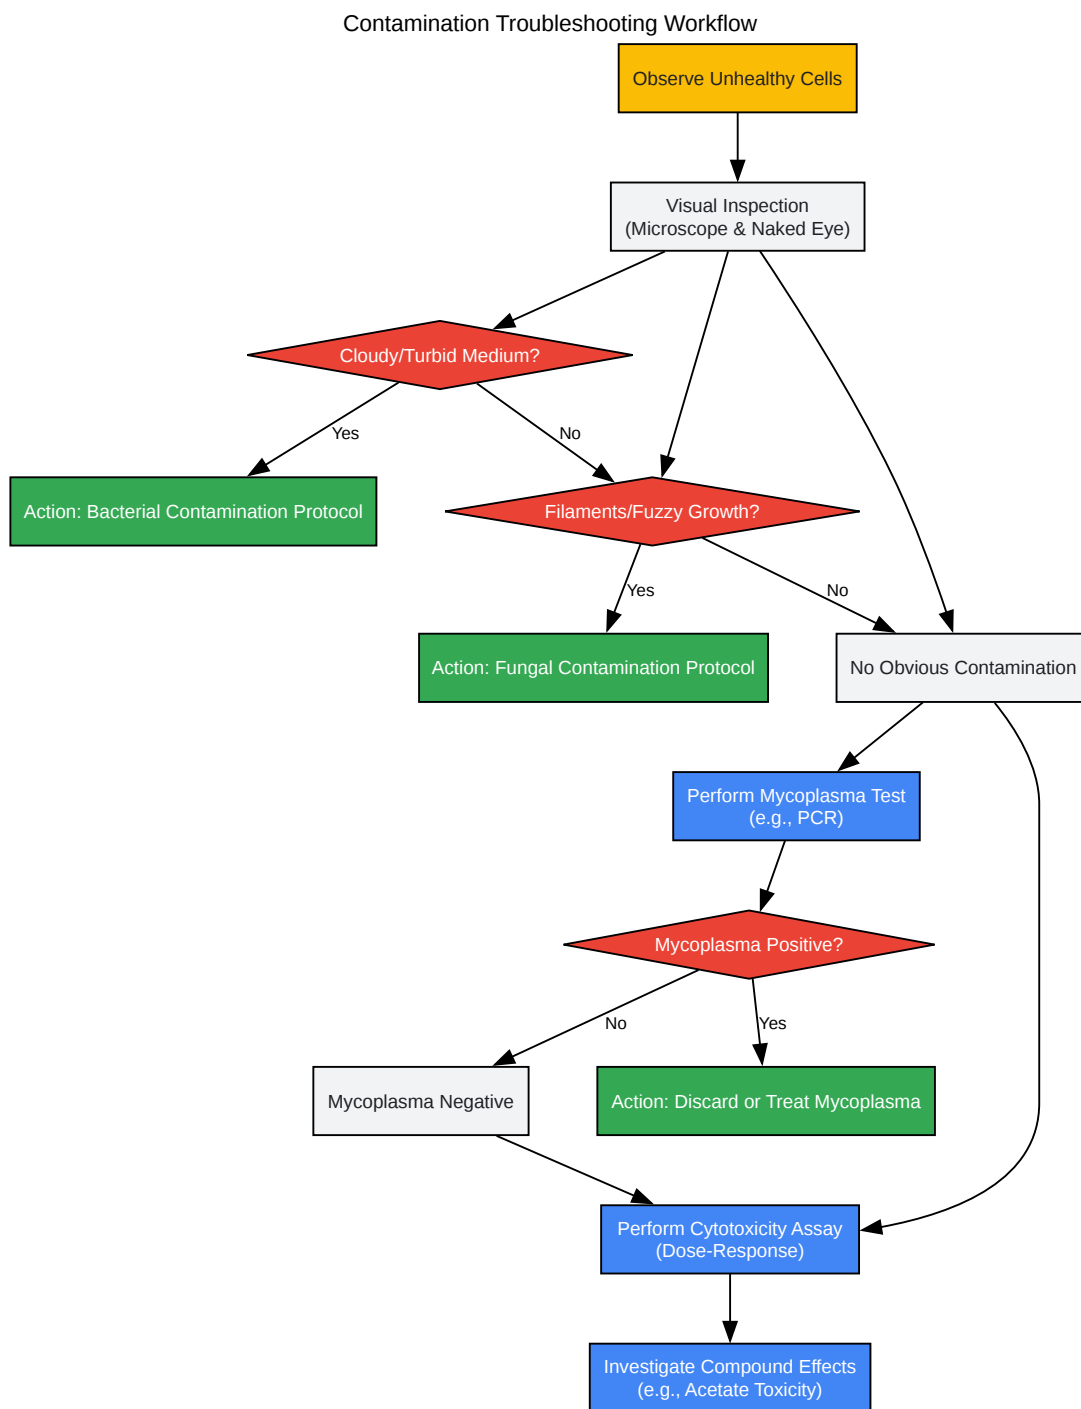 Contamination Troubleshooting Workflow
Observe Unhealthy Cells
Visual Inspection
(Microscope & Naked Eye)
Cloudy/Turbid Medium?
Yes
No
Action: Bacterial Contamination Protocol
Filaments/Fuzzy Growth?
Yes
No
Action: Fungal Contamination Protocol
No Obvious Contamination
Perform Mycoplasma Test
(e.g., PCR)
Mycoplasma Positive?
No
Yes
Mycoplasma Negative
Action: Discard or Treat Mycoplasma
Perform Cytotoxicity Assay
(Dose-Response)
Investigate Compound Effects
(e.g., Acetate Toxicity)